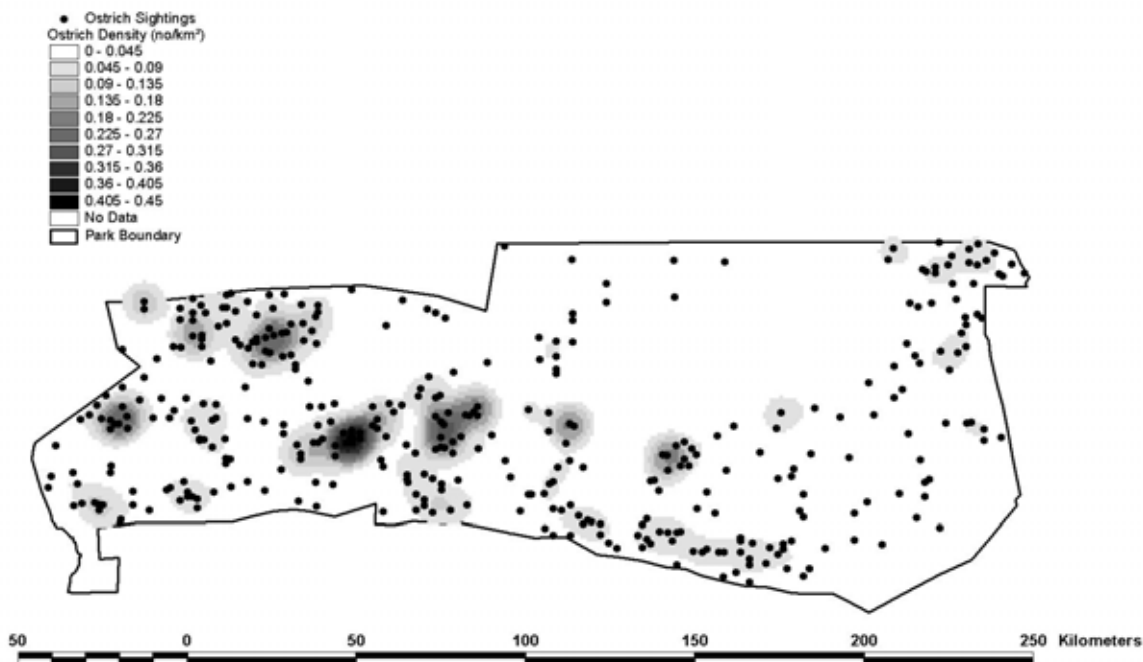 Ostrich Sightings
Ostrich Density (no/km²)
0 - 0.045
0.045 - 0.09
0.09 - 0.135
0.135 - 0.18
0.18 - 0.225
0.225 - 0.27
0.27 - 0.315
0.315 - 0.36
0.36 - 0.405
0.405 - 0.45
No Data
Park Boundary
50 0 50 100 150 200 250 Kilometers